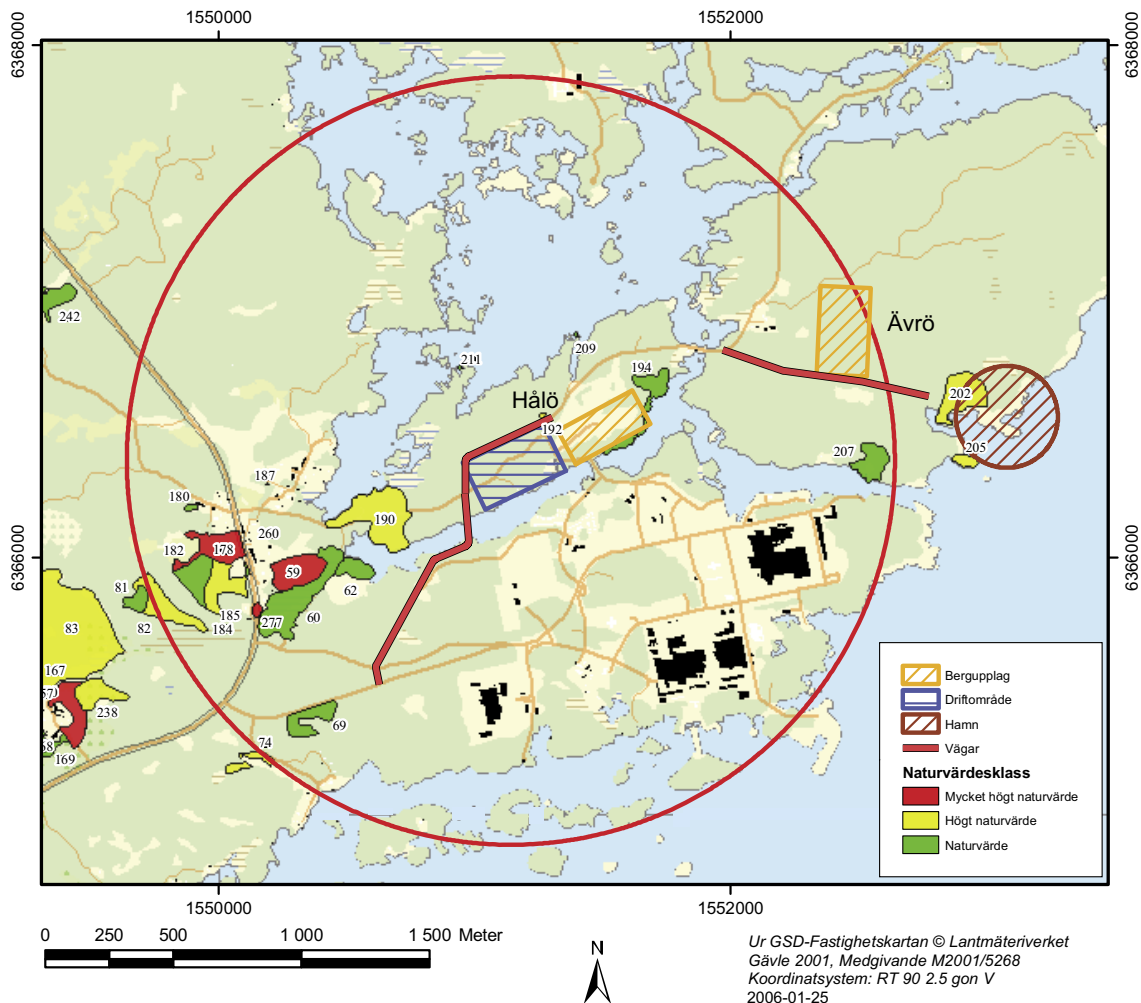 1550000
1552000
6368000
6368000
242
Ävrö
209
211
194
Hålö
202
192
205
207
187
180
190
260
182
178
59
62
81
185
277
60
82
184
83
167
57
238
69
74
58
169
6366000
6366000
Bergupplag
Driftområde
Hamn
Vägar
Naturvärdesklass
Mycket högt naturvärde
Högt naturvärde
Naturvärde
1550000
1552000
0 250 500 1 000 1 500 Meter
N
Ur GSD-Fastighetskartan © Lantmäteriverket
Gävle 2001, Medgivande M2001/5268
Koordinatsystem: RT 90 2.5 gon V
2006-01-25